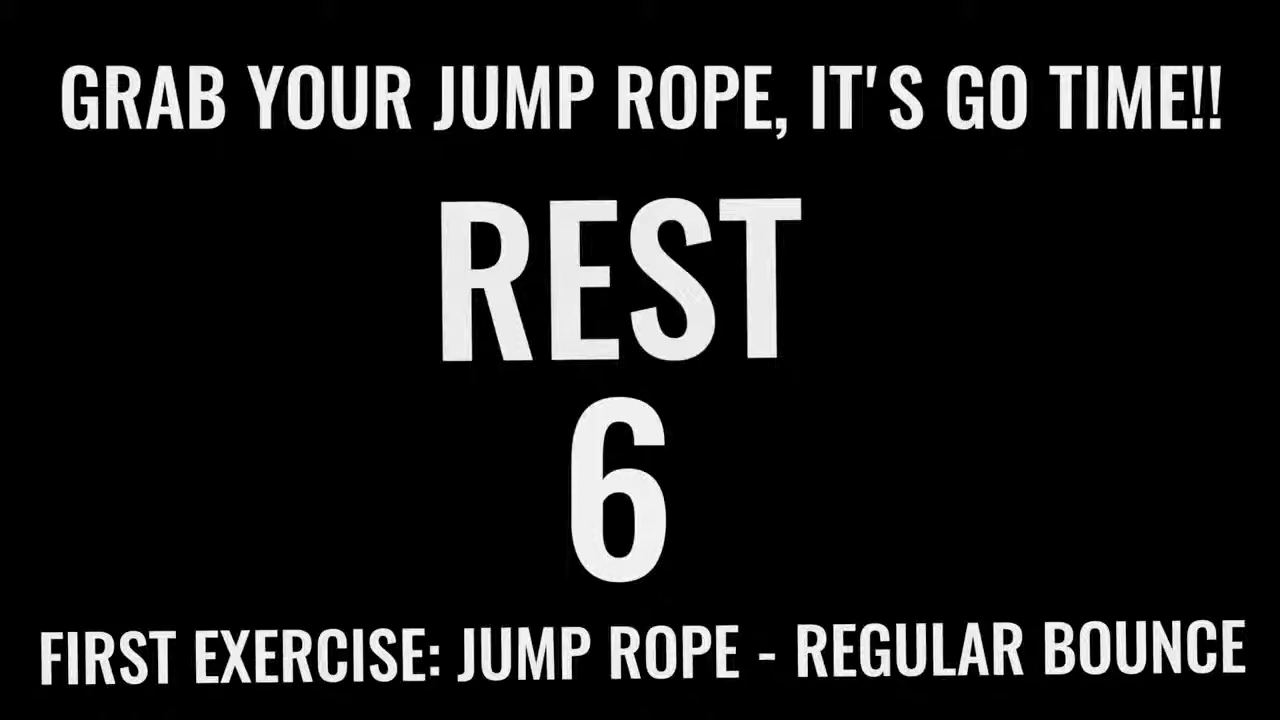 GRAB YOUR JUMP ROPE, IT'S GO TIME!!
REST
6
FIRST EXERCISE: JUMP ROPE - REGULAR BOUNCE